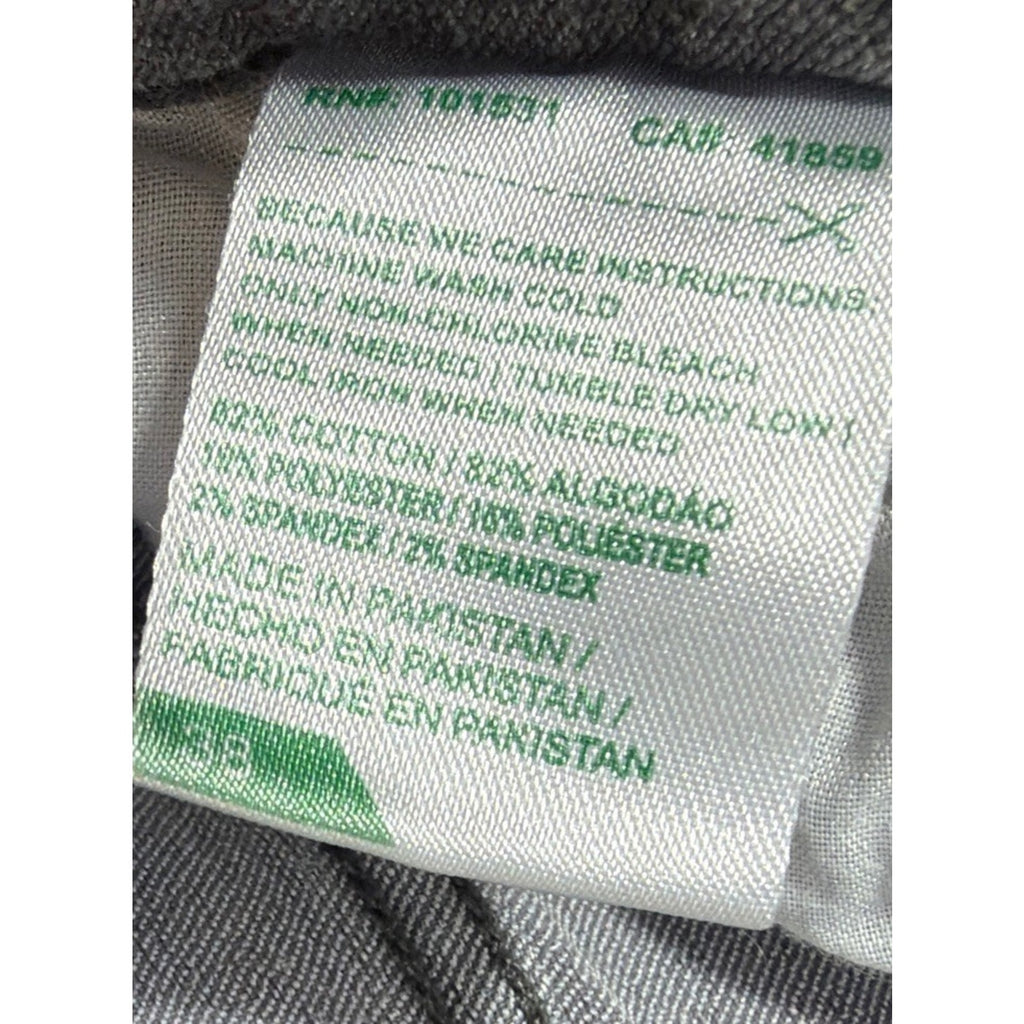 RN#: 101531 CA# 41859
BECAUSE WE CARE INSTRUCTIONS:
MACHINE WASH COLD
ONLY NON-CHLORINE BLEACH
WHEN NEEDED | TUMBLE DRY LOW |
COOL IRON WHEN NEEDED
82% COTTON / 82% ALGODÃO
16% POLYESTER / 16% POLIÉSTER
2% SPANDEX / 2% SPANDEX
MADE IN PAKISTAN /
HECHO EN PAKISTAN /
FABRIQUE EN PAKISTAN